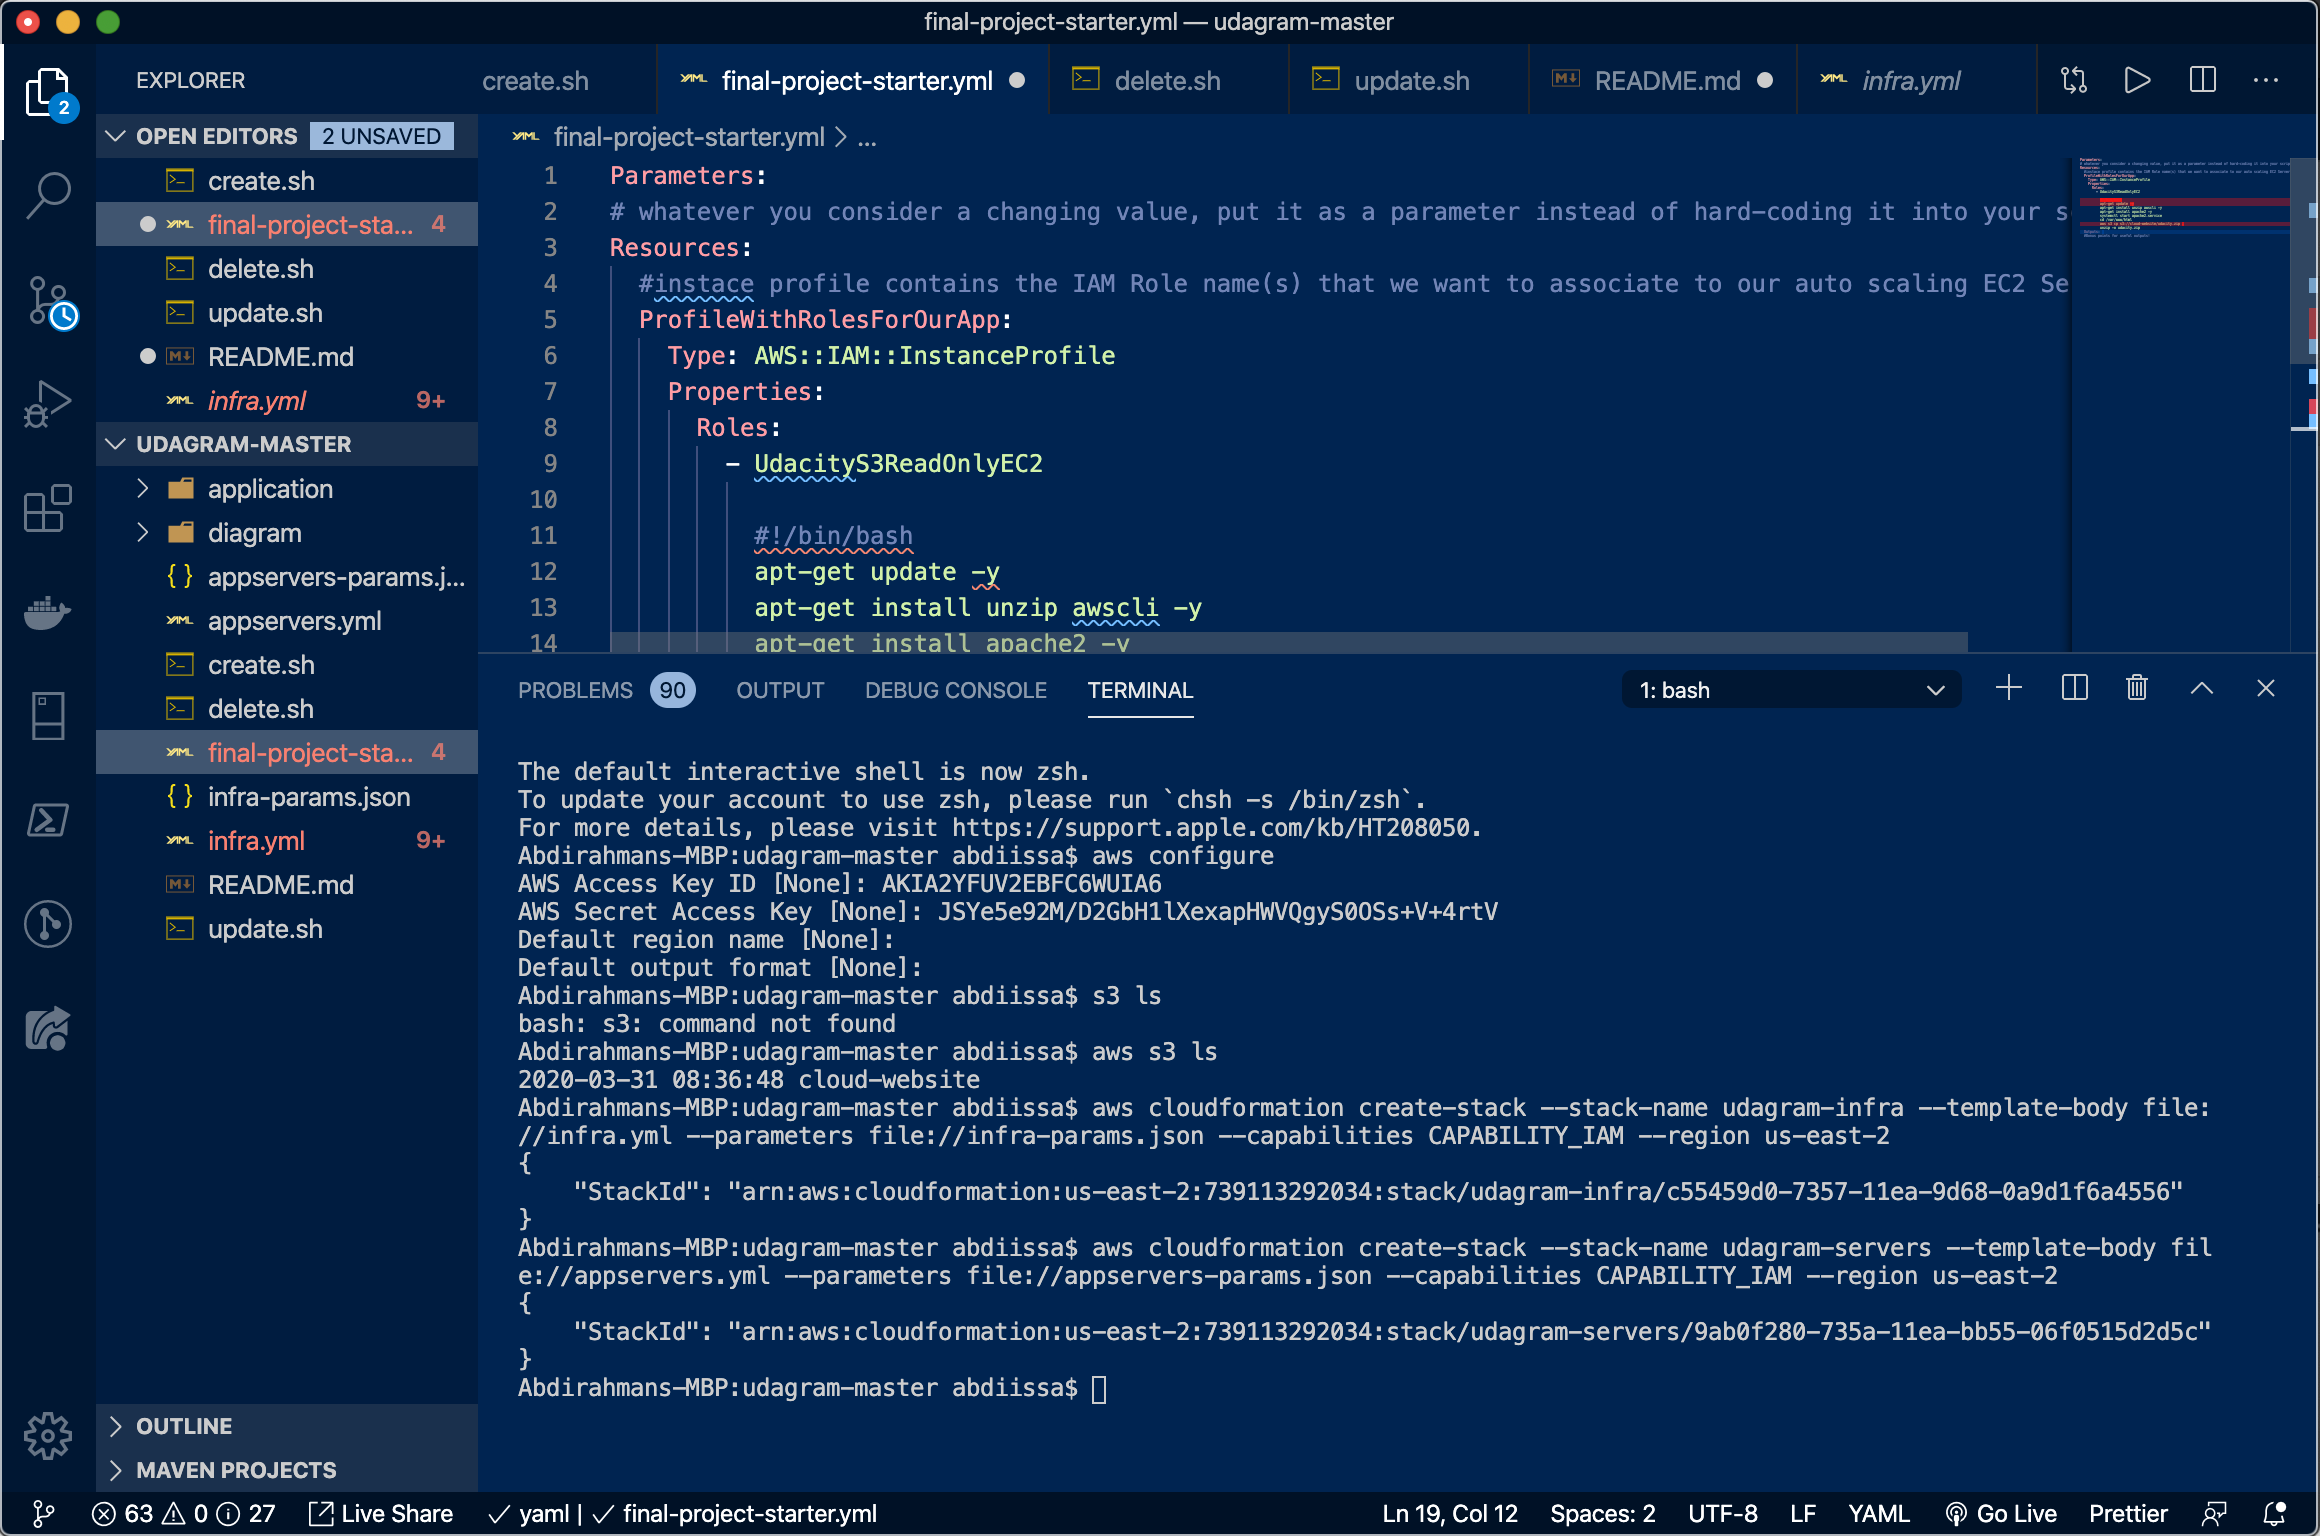 final-project-starter.yml — udagram-master
EXPLORER
create.sh
final-project-starter.yml
delete.sh
update.sh
README.md
infra.yml
2
OPEN EDITORS 2 UNSAVED
create.sh
final-project-sta... 4
delete.sh
update.sh
README.md
infra.yml 9+
UDAGRAM-MASTER
application
diagram
appservers-params.j...
appservers.yml
create.sh
delete.sh
final-project-sta... 4
infra-params.json
infra.yml 9+
README.md
update.sh
OUTLINE
MAVEN PROJECTS
final-project-starter.yml > ...
1 Parameters:
2 # whatever you consider a changing value, put it as a parameter instead of hard-coding it into your s
3 Resources:
4 #instace profile contains the IAM Role name(s) that we want to associate to our auto scaling EC2 Se
5 ProfileWithRolesForOurApp:
6 Type: AWS::IAM::InstanceProfile
7 Properties:
8 Roles:
9 - UdacityS3ReadOnlyEC2
10
11 #!/bin/bash
12 apt-get update -y
13 apt-get install unzip awscli -y
14 apt-get install apache2 -y
PROBLEMS 90 OUTPUT DEBUG CONSOLE TERMINAL 1: bash
The default interactive shell is now zsh.
To update your account to use zsh, please run `chsh -s /bin/zsh`.
For more details, please visit https://support.apple.com/kb/HT208050.
Abdirahmans-MBP:udagram-master abdiissa$ aws configure
AWS Access Key ID [None]: AKIA2YFUV2EBFC6WUIA6
AWS Secret Access Key [None]: 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
Default region name [None]:
Default output format [None]:
Abdirahmans-MBP:udagram-master abdiissa$ s3 ls
bash: s3: command not found
Abdirahmans-MBP:udagram-master abdiissa$ aws s3 ls
2020-03-31 08:36:48 cloud-website
Abdirahmans-MBP:udagram-master abdiissa$ aws cloudformation create-stack --stack-name udagram-infra --template-body file:
//infra.yml --parameters file://infra-params.json --capabilities CAPABILITY_IAM --region us-east-2
{
"StackId": "arn:aws:cloudformation:us-east-2:739113292034:stack/udagram-infra/c55459d0-7357-11ea-9d68-0a9d1f6a4556"
}
Abdirahmans-MBP:udagram-master abdiissa$ aws cloudformation create-stack --stack-name udagram-servers --template-body fil
e://appservers.yml --parameters file://appservers-params.json --capabilities CAPABILITY_IAM --region us-east-2
{
"StackId": "arn:aws:cloudformation:us-east-2:739113292034:stack/udagram-servers/9ab0f280-735a-11ea-bb55-06f0515d2d5c"
}
Abdirahmans-MBP:udagram-master abdiissa$
63 0 27 Live Share yaml | final-project-starter.yml Ln 19, Col 12 Spaces: 2 UTF-8 LF YAML Go Live Prettier